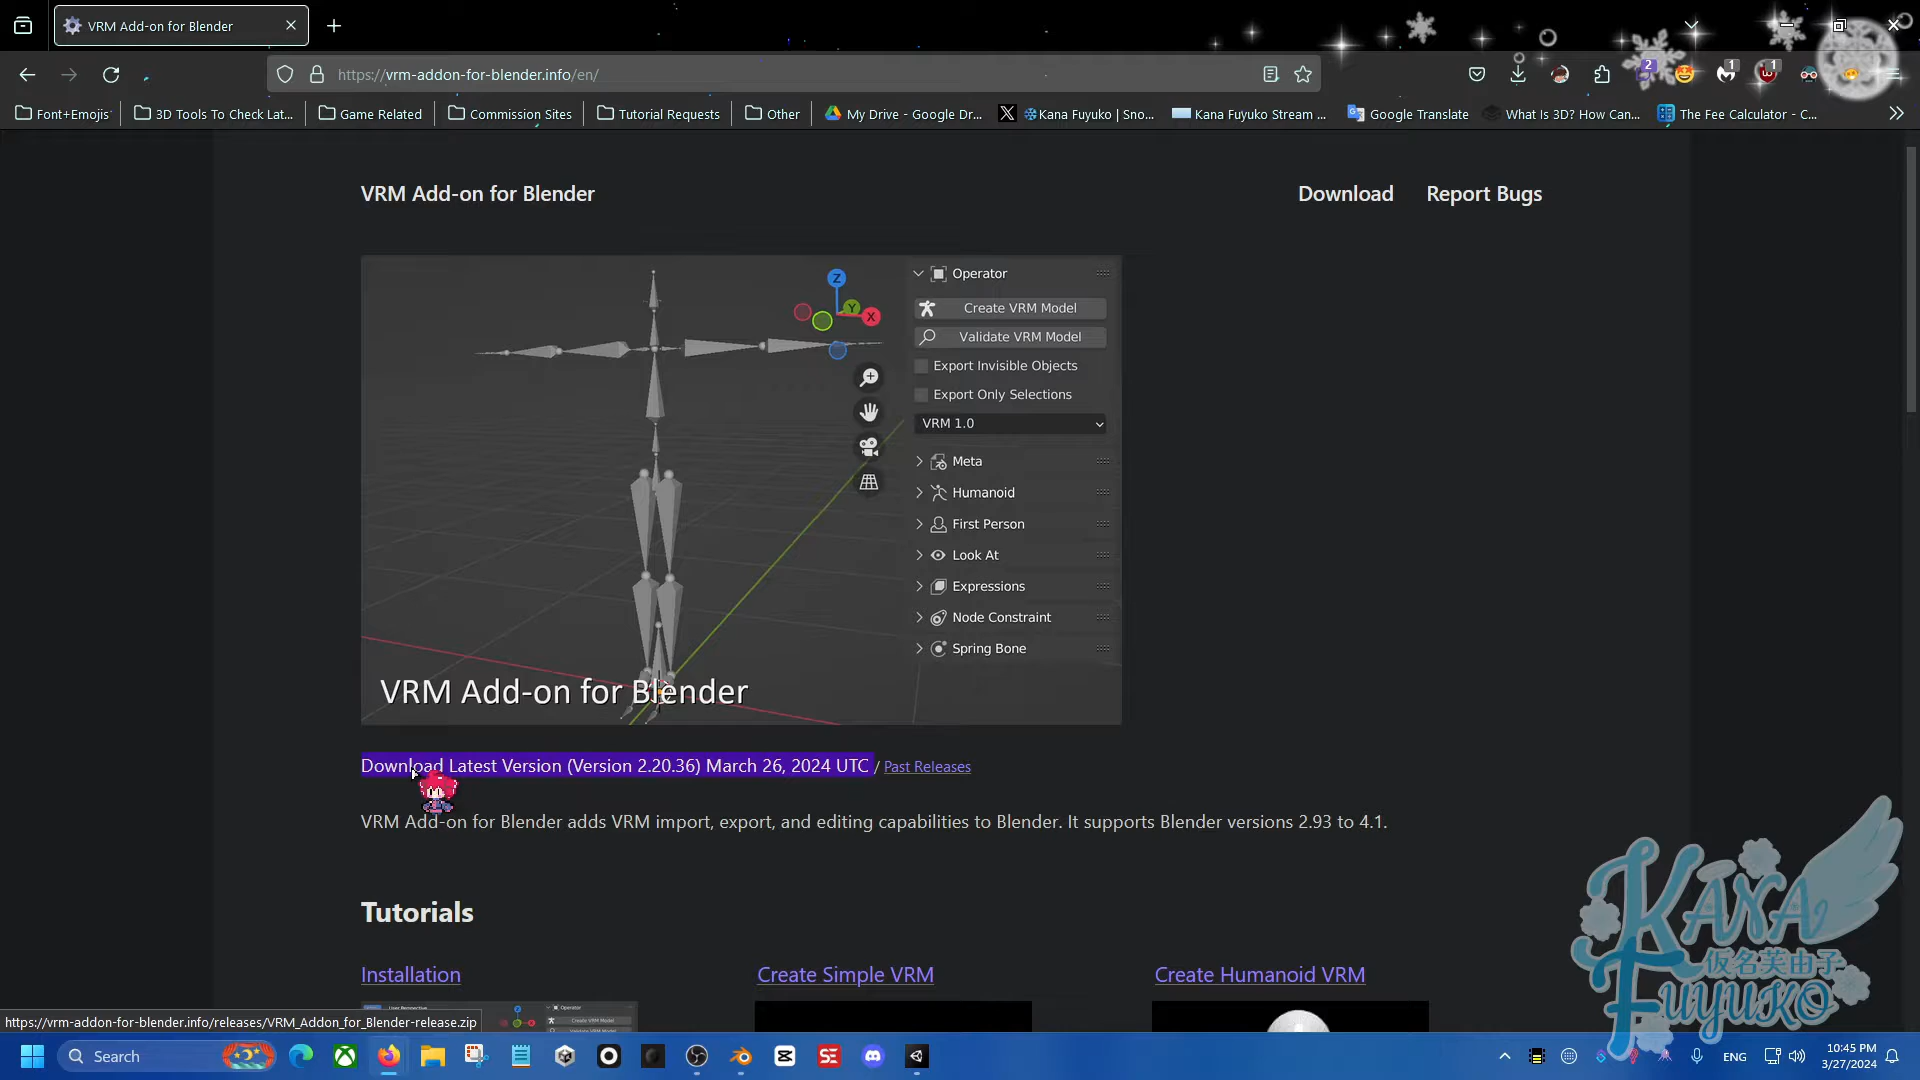 VRM Add-on for Blender
https://vrm-addon-for-blender.info/en/
2
1
1
Font+Emojis
3D Tools To Check Lat...
Game Related
Commission Sites
Tutorial Requests
Other
My Drive - Google Dr...
❄Kana Fuyuko | Sno...
Kana Fuyuko Stream ...
Google Translate
What Is 3D? How Can...
The Fee Calculator - C...
VRM Add-on for Blender
Download
Report Bugs
Z
Y
X
Operator
Create VRM Model
Validate VRM Model
Export Invisible Objects
Export Only Selections
VRM 1.0
Meta
Humanoid
First Person
Look At
Expressions
Node Constraint
Spring Bone
VRM Add-on for Blender
Download Latest Version (Version 2.20.36) March 26, 2024 UTC / Past Releases
VRM Add-on for Blender adds VRM import, export, and editing capabilities to Blender. It supports Blender versions 2.93 to 4.1.
Tutorials
Installation
Create Simple VRM
Create Humanoid VRM
KANA
仮名芙由子
FUYUKO
https://vrm-addon-for-blender.info/releases/VRM_Addon_for_Blender-release.zip
Search
SE
ENG
10:45 PM
3/27/2024